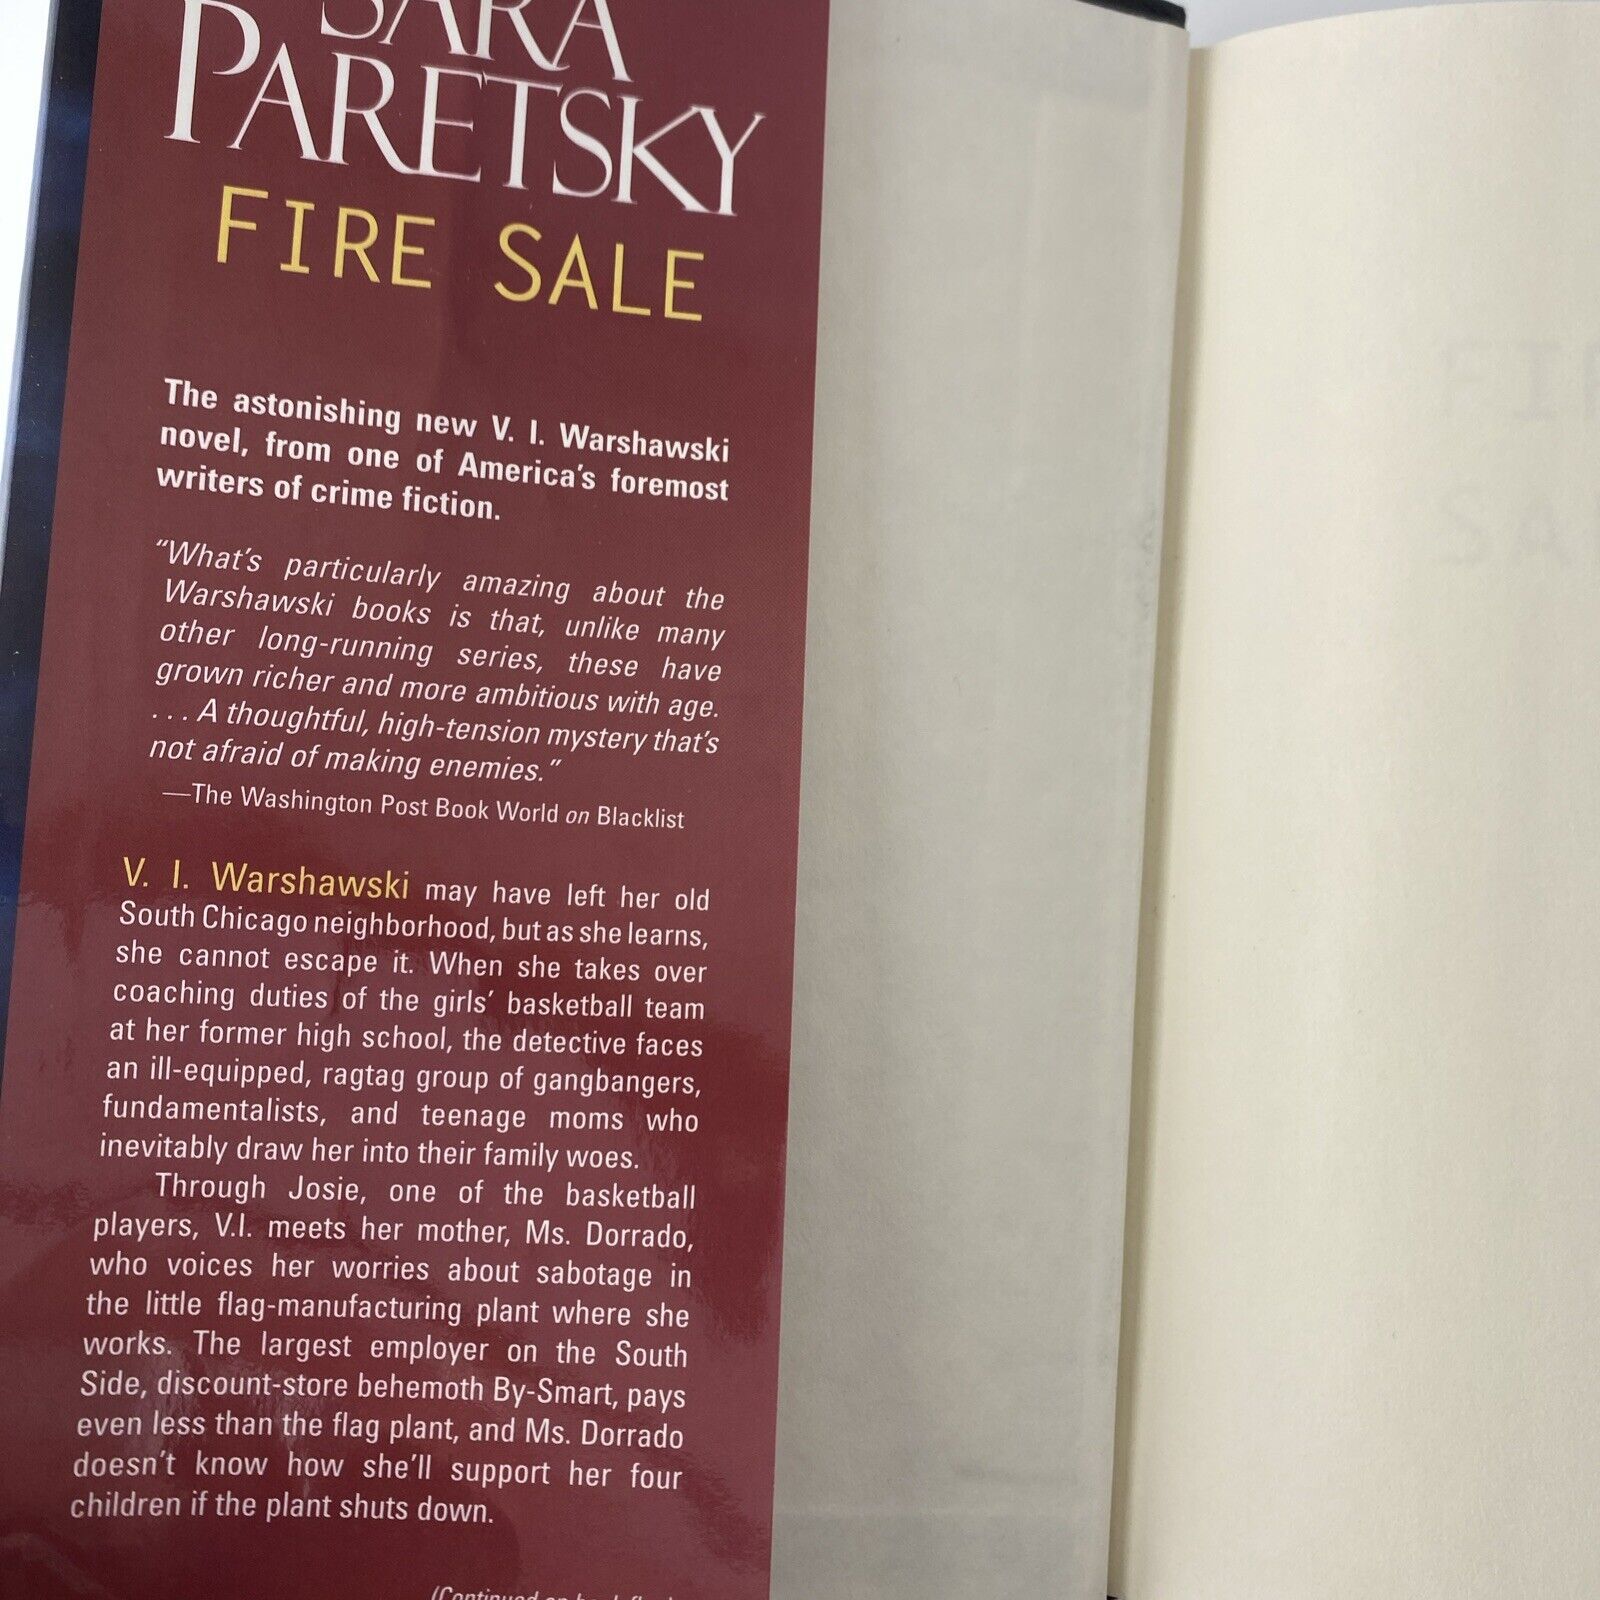 SARA
PARETSKY
FIRE SALE
The astonishing new V. I. Warshawski
novel, from one of America's foremost
writers of crime fiction.
"What's particularly amazing about the
Warshawski books is that, unlike many
other long-running series, these have
grown richer and more ambitious with age.
. . . A thoughtful, high-tension mystery that's
not afraid of making enemies."
—The Washington Post Book World on Blacklist
V. I. Warshawski may have left her old
South Chicago neighborhood, but as she learns,
she cannot escape it. When she takes over
coaching duties of the girls' basketball team
at her former high school, the detective faces
an ill-equipped, ragtag group of gangbangers,
fundamentalists, and teenage moms who
inevitably draw her into their family woes.
Through Josie, one of the basketball
players, V.I. meets her mother, Ms. Dorrado,
who voices her worries about sabotage in
the little flag-manufacturing plant where she
works. The largest employer on the South
Side, discount-store behemoth By-Smart, pays
even less than the flag plant, and Ms. Dorrado
doesn't know how she'll support her four
children if the plant shuts down.
(Continued on